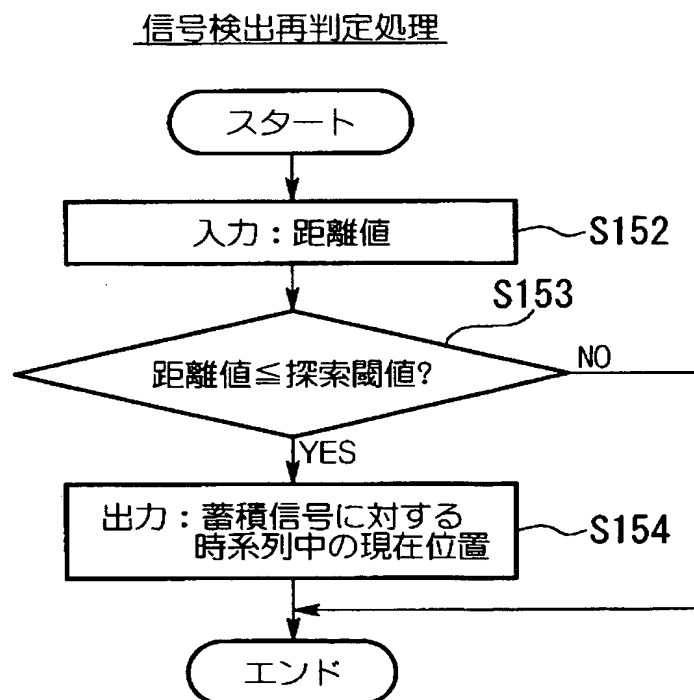 信号検出再判定処理
スタート
入力：距離値
S152
S153
距離値≦探索閾値?
NO
YES
出力：蓄積信号に対する
時系列中の現在位置
S154
エンド